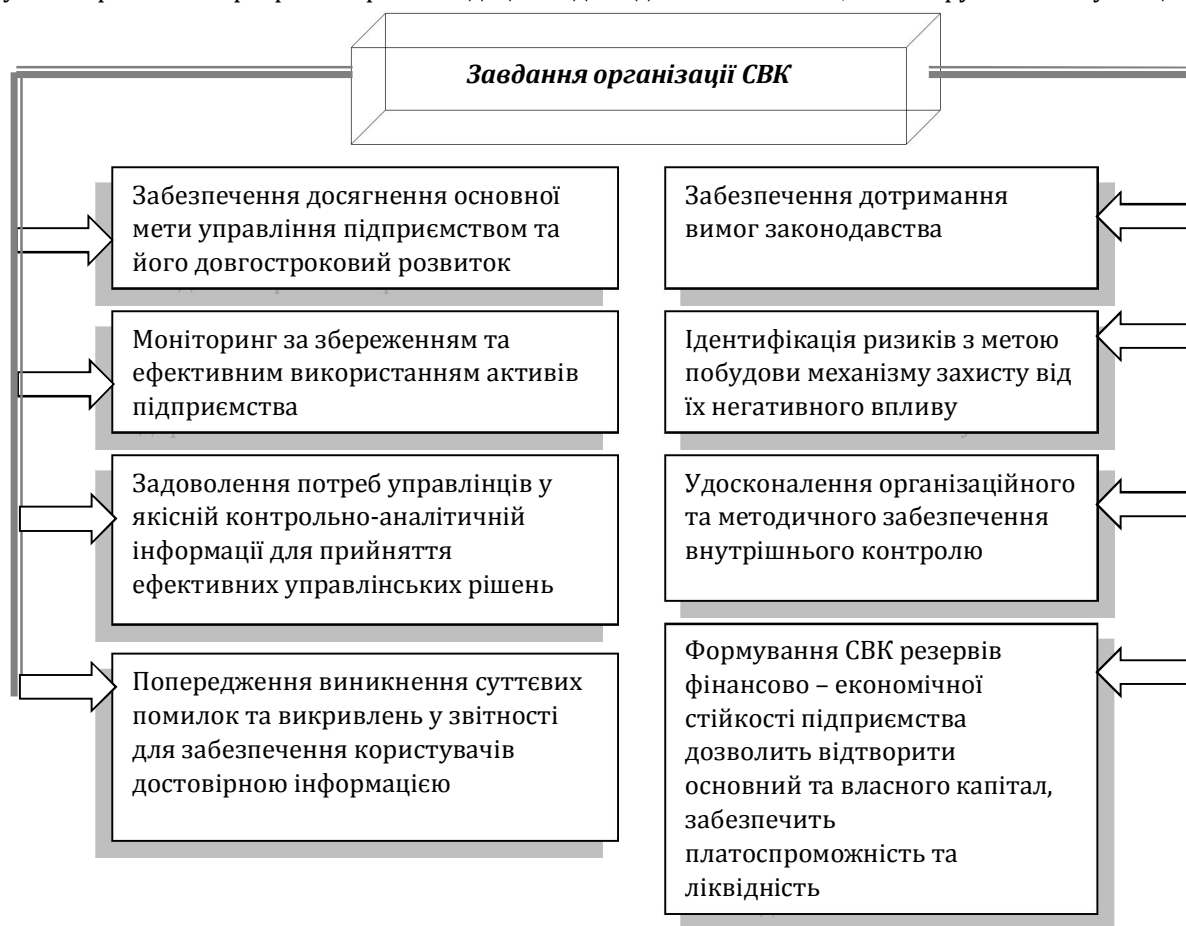 Завдання організації СВК
Забезпечення досягнення основної
мети управління підприємством та
його довгостроковий розвиток
Моніторинг за збереженням та
ефективним використанням активів
підприємства
Задоволення потреб управлінців у
якісній контрольно-аналітичній
інформації для прийняття
ефективних управлінських рішень
Попередження виникнення суттєвих
помилок та викривлень у звітності
для забезпечення користувачів
достовірною інформацією
Забезпечення дотримання
вимог законодавства
Ідентифікація ризиків з метою
побудови механізму захисту від
їх негативного впливу
Удосконалення організаційного
та методичного забезпечення
внутрішнього контролю
Формування СВК резервів
фінансово – економічної
стійкості підприємства
дозволить відтворити
основний та власного капітал,
забезпечить
платоспроможність та
ліквідність